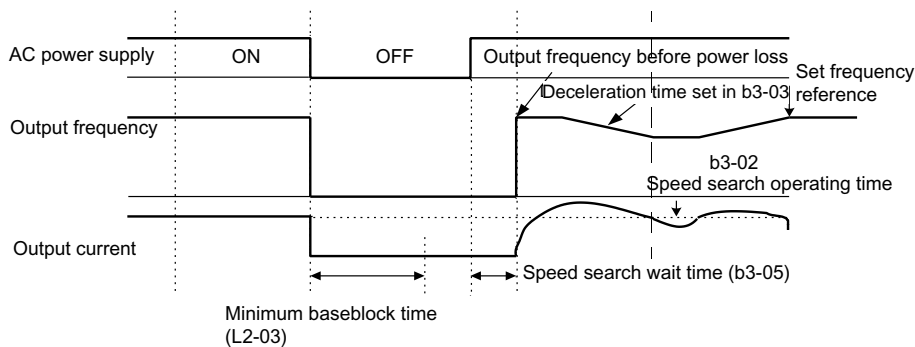 AC power supply
ON
OFF
Output frequency before power loss
Set frequency
reference
Deceleration time set in b3-03
Output frequency
b3-02
Speed search operating time
Output current
Speed search wait time (b3-05)
Minimum baseblock time
(L2-03)